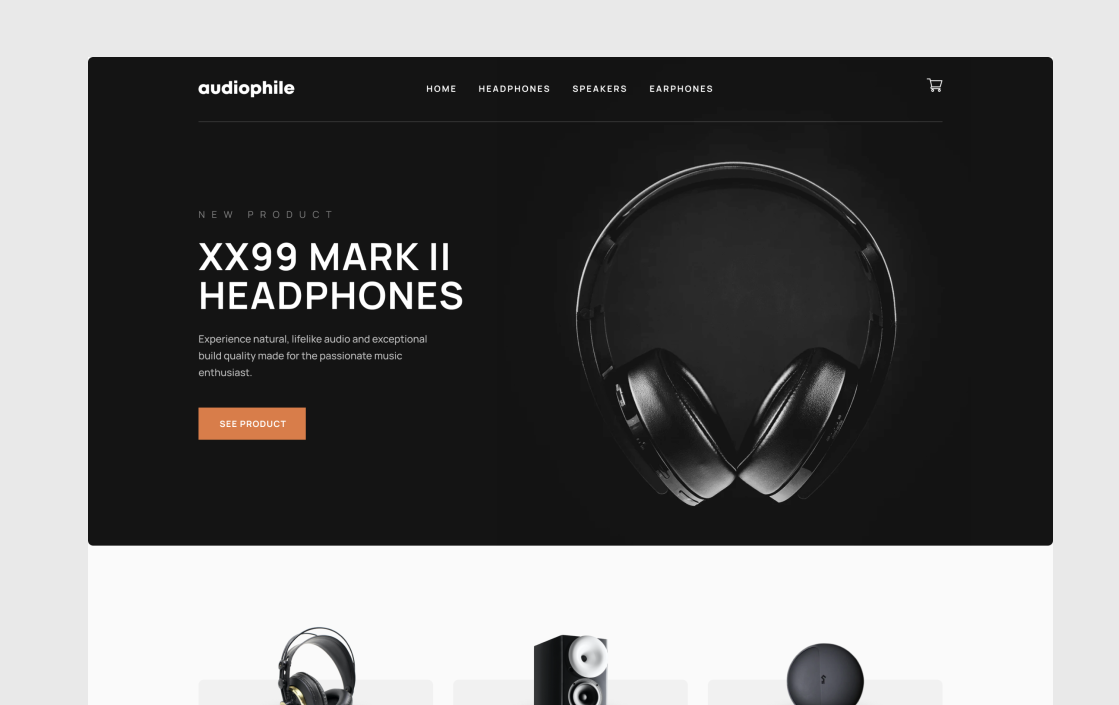 audiophile
HOME HEADPHONES SPEAKERS EARPHONES
NEW PRODUCT
XX99 MARK II
HEADPHONES
Experience natural, lifelike audio and exceptional
build quality made for the passionate music
enthusiast.
SEE PRODUCT